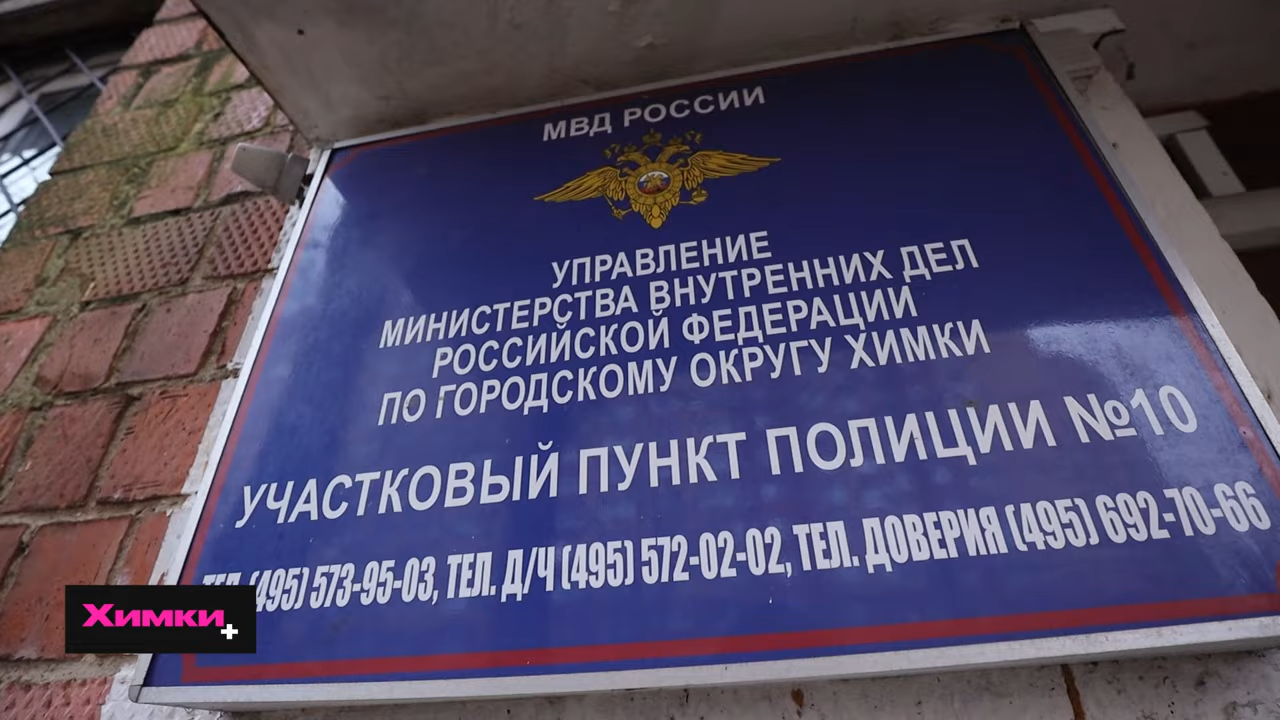 МВД РОССИИ
УПРАВЛЕНИЕ
МИНИСТЕРСТВА ВНУТРЕННИХ ДЕЛ
РОССИЙСКОЙ ФЕДЕРАЦИИ
ПО ГОРОДСКОМУ ОКРУГУ ХИМКИ
УЧАСТКОВЫЙ ПУНКТ ПОЛИЦИИ №10
ТЕЛ. (495) 573-95-03, ТЕЛ. Д/Ч (495) 572-02-02, ТЕЛ. ДОВЕРИЯ (495) 692-70-66
Химки+